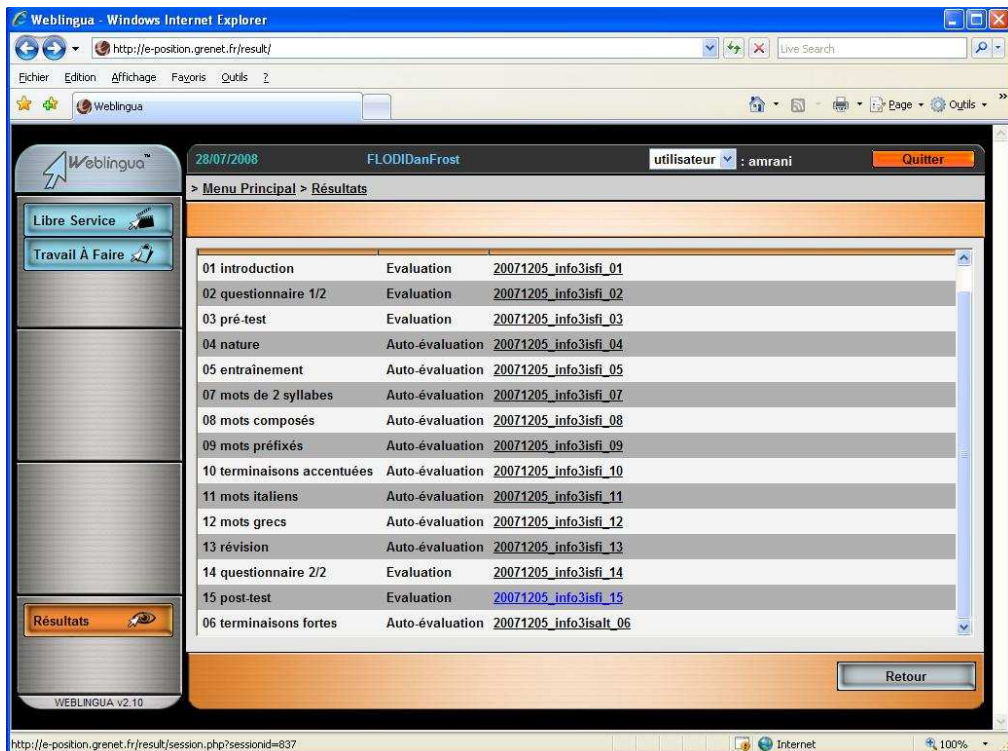 Weblingua - Windows Internet Explorer
http://e-position.grenet.fr/result/ Live Search
Fichier Edition Affichage Favoris Outils ?
Weblingua Page Outils
Weblingua™ 28/07/2008 FLODIDanFrost utilisateur : amrani Quitter
> Menu Principal > Résultats
Libre Service
Travail À Faire
01 introduction Evaluation 20071205_info3isfi_01
02 questionnaire 1/2 Evaluation 20071205_info3isfi_02
03 pré-test Evaluation 20071205_info3isfi_03
04 nature Auto-évaluation 20071205_info3isfi_04
05 entraînement Auto-évaluation 20071205_info3isfi_05
07 mots de 2 syllabes Auto-évaluation 20071205_info3isfi_07
08 mots composés Auto-évaluation 20071205_info3isfi_08
09 mots préfixés Auto-évaluation 20071205_info3isfi_09
10 terminaisons accentuées Auto-évaluation 20071205_info3isfi_10
11 mots italiens Auto-évaluation 20071205_info3isfi_11
12 mots grecs Auto-évaluation 20071205_info3isfi_12
13 révision Auto-évaluation 20071205_info3isfi_13
14 questionnaire 2/2 Evaluation 20071205_info3isfi_14
15 post-test Evaluation 20071205_info3isfi_15
06 terminaisons fortes Auto-évaluation 20071205_info3isalt_06
Résultats
Retour
WEBLINGUA v2.10
http://e-position.grenet.fr/result/session.php?sessionid=837 Internet 100%